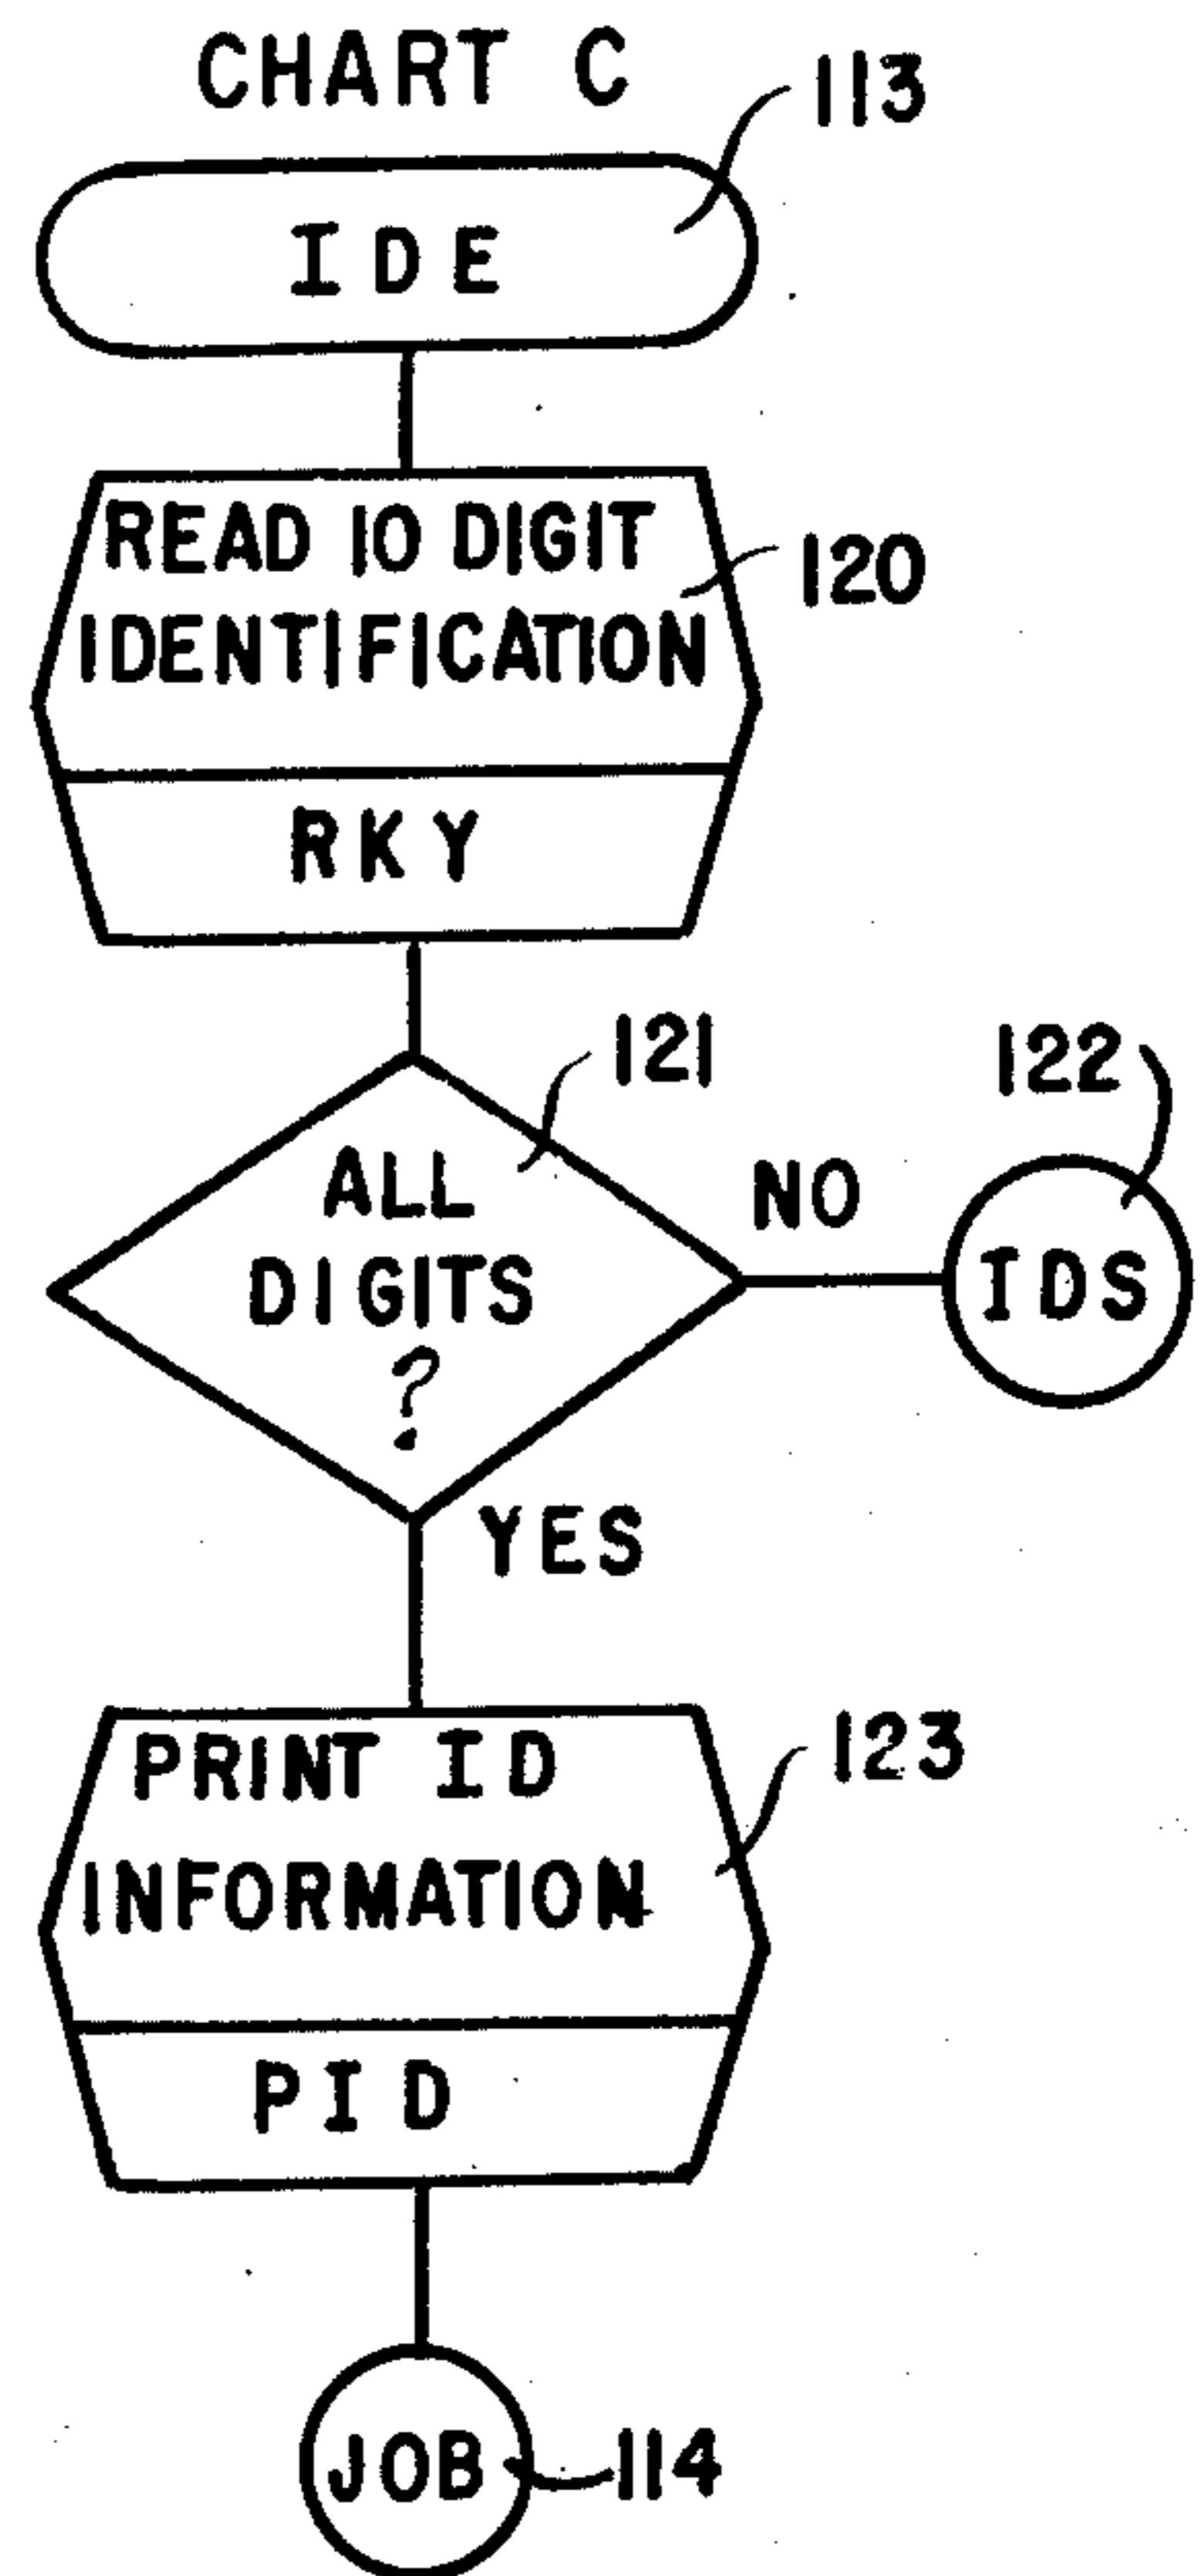 CHART C
113
IDE
READ 10 DIGIT
IDENTIFICATION
120
RKY
121
122
ALL
DIGITS
?
NO
IDS
YES
PRINT ID
INFORMATION
123
PID
JOB
114